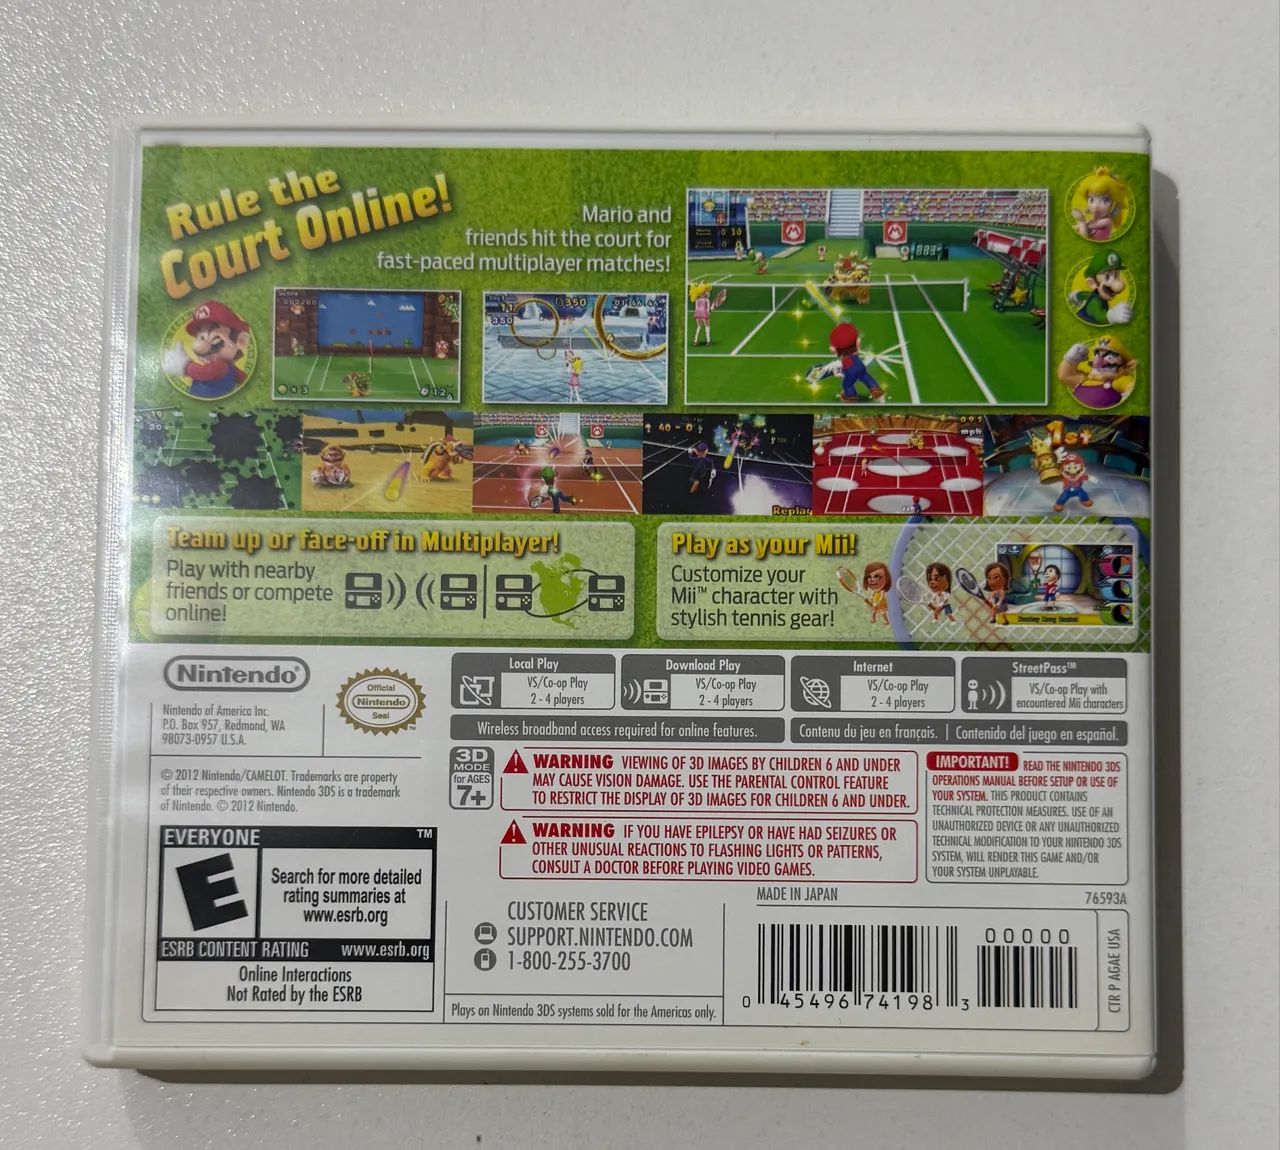 Rule the
Court Online!
Mario and
friends hit the court for
fast-paced multiplayer matches!
Team up or face-off in Multiplayer!
Play with nearby
friends or compete
online!
Play as your Mii!
Customize your
Mii™ character with
stylish tennis gear!
1st
mph
Replay
Nintendo®
Nintendo of America Inc.
P.O. Box 957, Redmond, WA
98073-0957 U.S.A.
Official
Nintendo
Seal
© 2012 Nintendo/CAMELOT. Trademarks are property
of their respective owners. Nintendo 3DS is a trademark
of Nintendo. © 2012 Nintendo.
Local Play
VS/Co-op Play
2 - 4 players
Download Play
VS/Co-op Play
2 - 4 players
Internet
VS/Co-op Play
2 - 4 players
StreetPass™
VS/Co-op Play with
encountered Mii characters
Wireless broadband access required for online features.
Contenu du jeu en français. | Contenido del juego en español.
3D
MODE
for AGES
7+
WARNING VIEWING OF 3D IMAGES BY CHILDREN 6 AND UNDER
MAY CAUSE VISION DAMAGE. USE THE PARENTAL CONTROL FEATURE
TO RESTRICT THE DISPLAY OF 3D IMAGES FOR CHILDREN 6 AND UNDER.
WARNING IF YOU HAVE EPILEPSY OR HAVE HAD SEIZURES OR
OTHER UNUSUAL REACTIONS TO FLASHING LIGHTS OR PATTERNS,
CONSULT A DOCTOR BEFORE PLAYING VIDEO GAMES.
IMPORTANT! READ THE NINTENDO 3DS
OPERATIONS MANUAL BEFORE SETUP OR USE OF
YOUR SYSTEM. THIS PRODUCT CONTAINS
TECHNICAL PROTECTION MEASURES. USE OF AN
UNAUTHORIZED DEVICE OR ANY UNAUTHORIZED
TECHNICAL MODIFICATION TO YOUR NINTENDO 3DS
SYSTEM, WILL RENDER THIS GAME AND/OR
YOUR SYSTEM UNPLAYABLE.
EVERYONE ™
E
Search for more detailed
rating summaries at
www.esrb.org
ESRB CONTENT RATING www.esrb.org
Online Interactions
Not Rated by the ESRB
CUSTOMER SERVICE
SUPPORT.NINTENDO.COM
1-800-255-3700
Plays on Nintendo 3DS systems sold for the Americas only.
MADE IN JAPAN
76593A
00000
0 45496 74198 3
CTR P AGAE USA